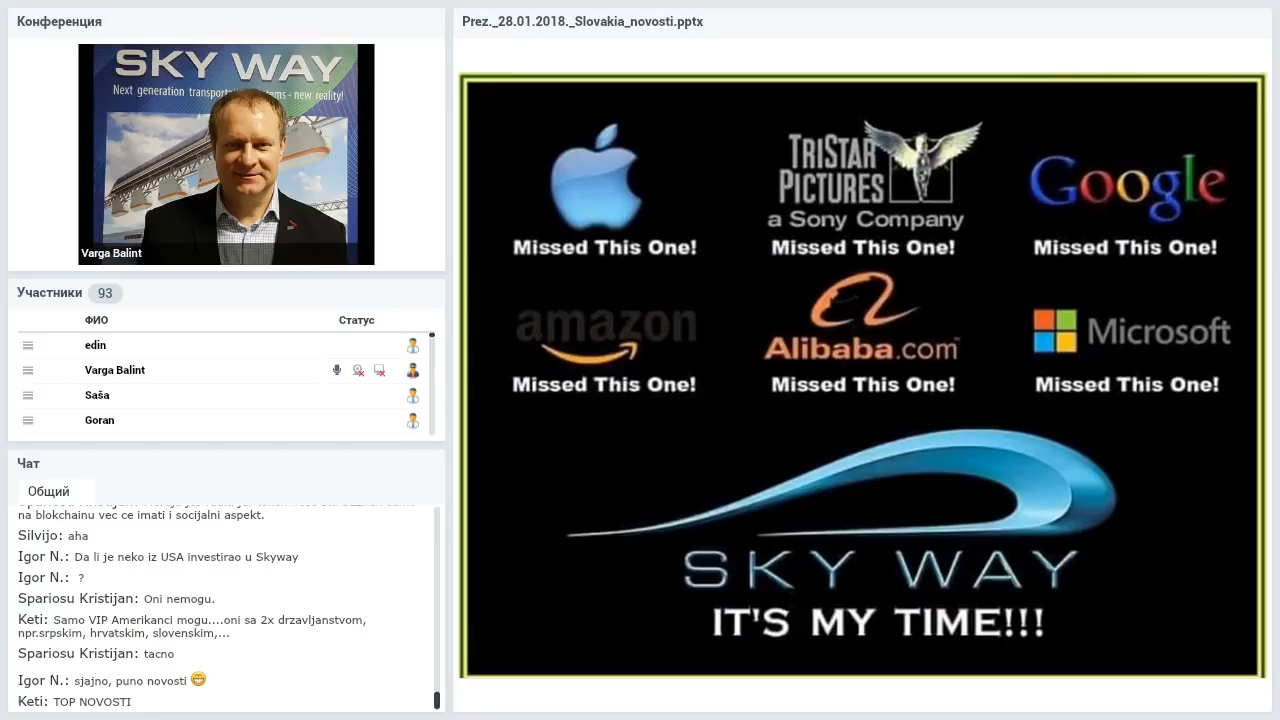 Конференция
SKY WAY
Next generation
new reality!
Varga Balint
Участники 93
ФИО Статус
edin
Varga Balint
Saša
Goran
Чат
Общий
na blokchainu vec ce imati i socijalni aspekt.
Silvijo: aha
Igor N.: Da li je neko iz USA investirao u Skyway
Igor N.: ?
Spariosu Kristijan: Oni nemogu.
Keti: Samo VIP Amerikanci mogu....oni sa 2x drzavljanstvom,
npr.srpskim, hrvatskim, slovenskim,...
Spariosu Kristijan: tacno
Igor N.: sjajno, puno novosti
Keti: TOP NOVOSTI
Prez._28.01.2018._Slovakia_novosti.pptx
TRISTAR
PICTURES
a Sony Company
Google
Missed This One! Missed This One! Missed This One!
amazon
Alibaba.com
Microsoft
Missed This One! Missed This One! Missed This One!
SKY WAY
IT'S MY TIME!!!